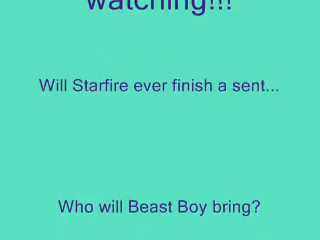 watching!!!
Will Starfire ever finish a sent...
Who will Beast Boy bring?